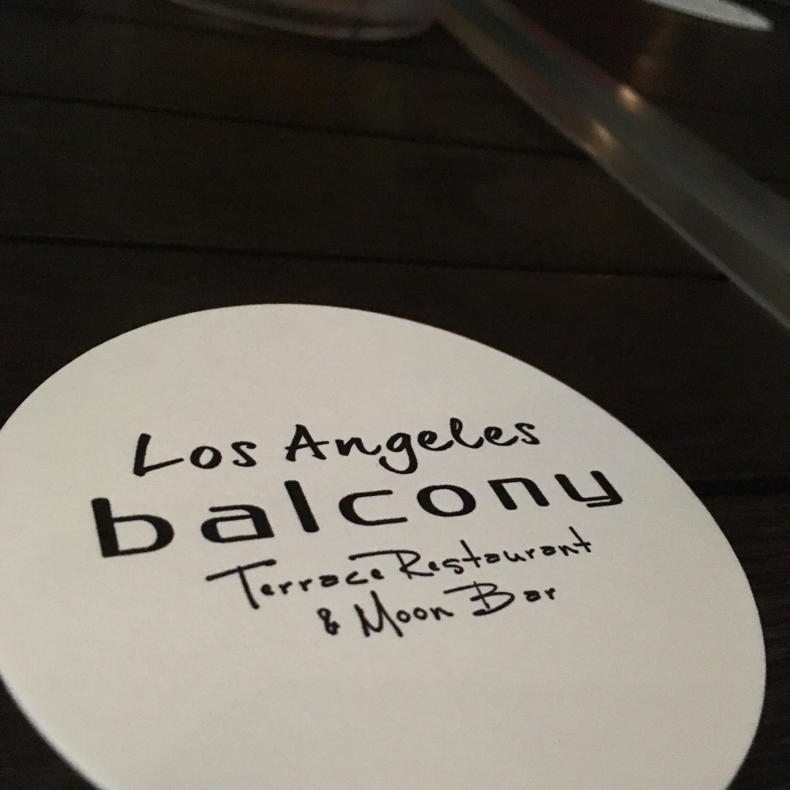 Los Angeles
balcony
Terrace Restaurant
& Moon Bar